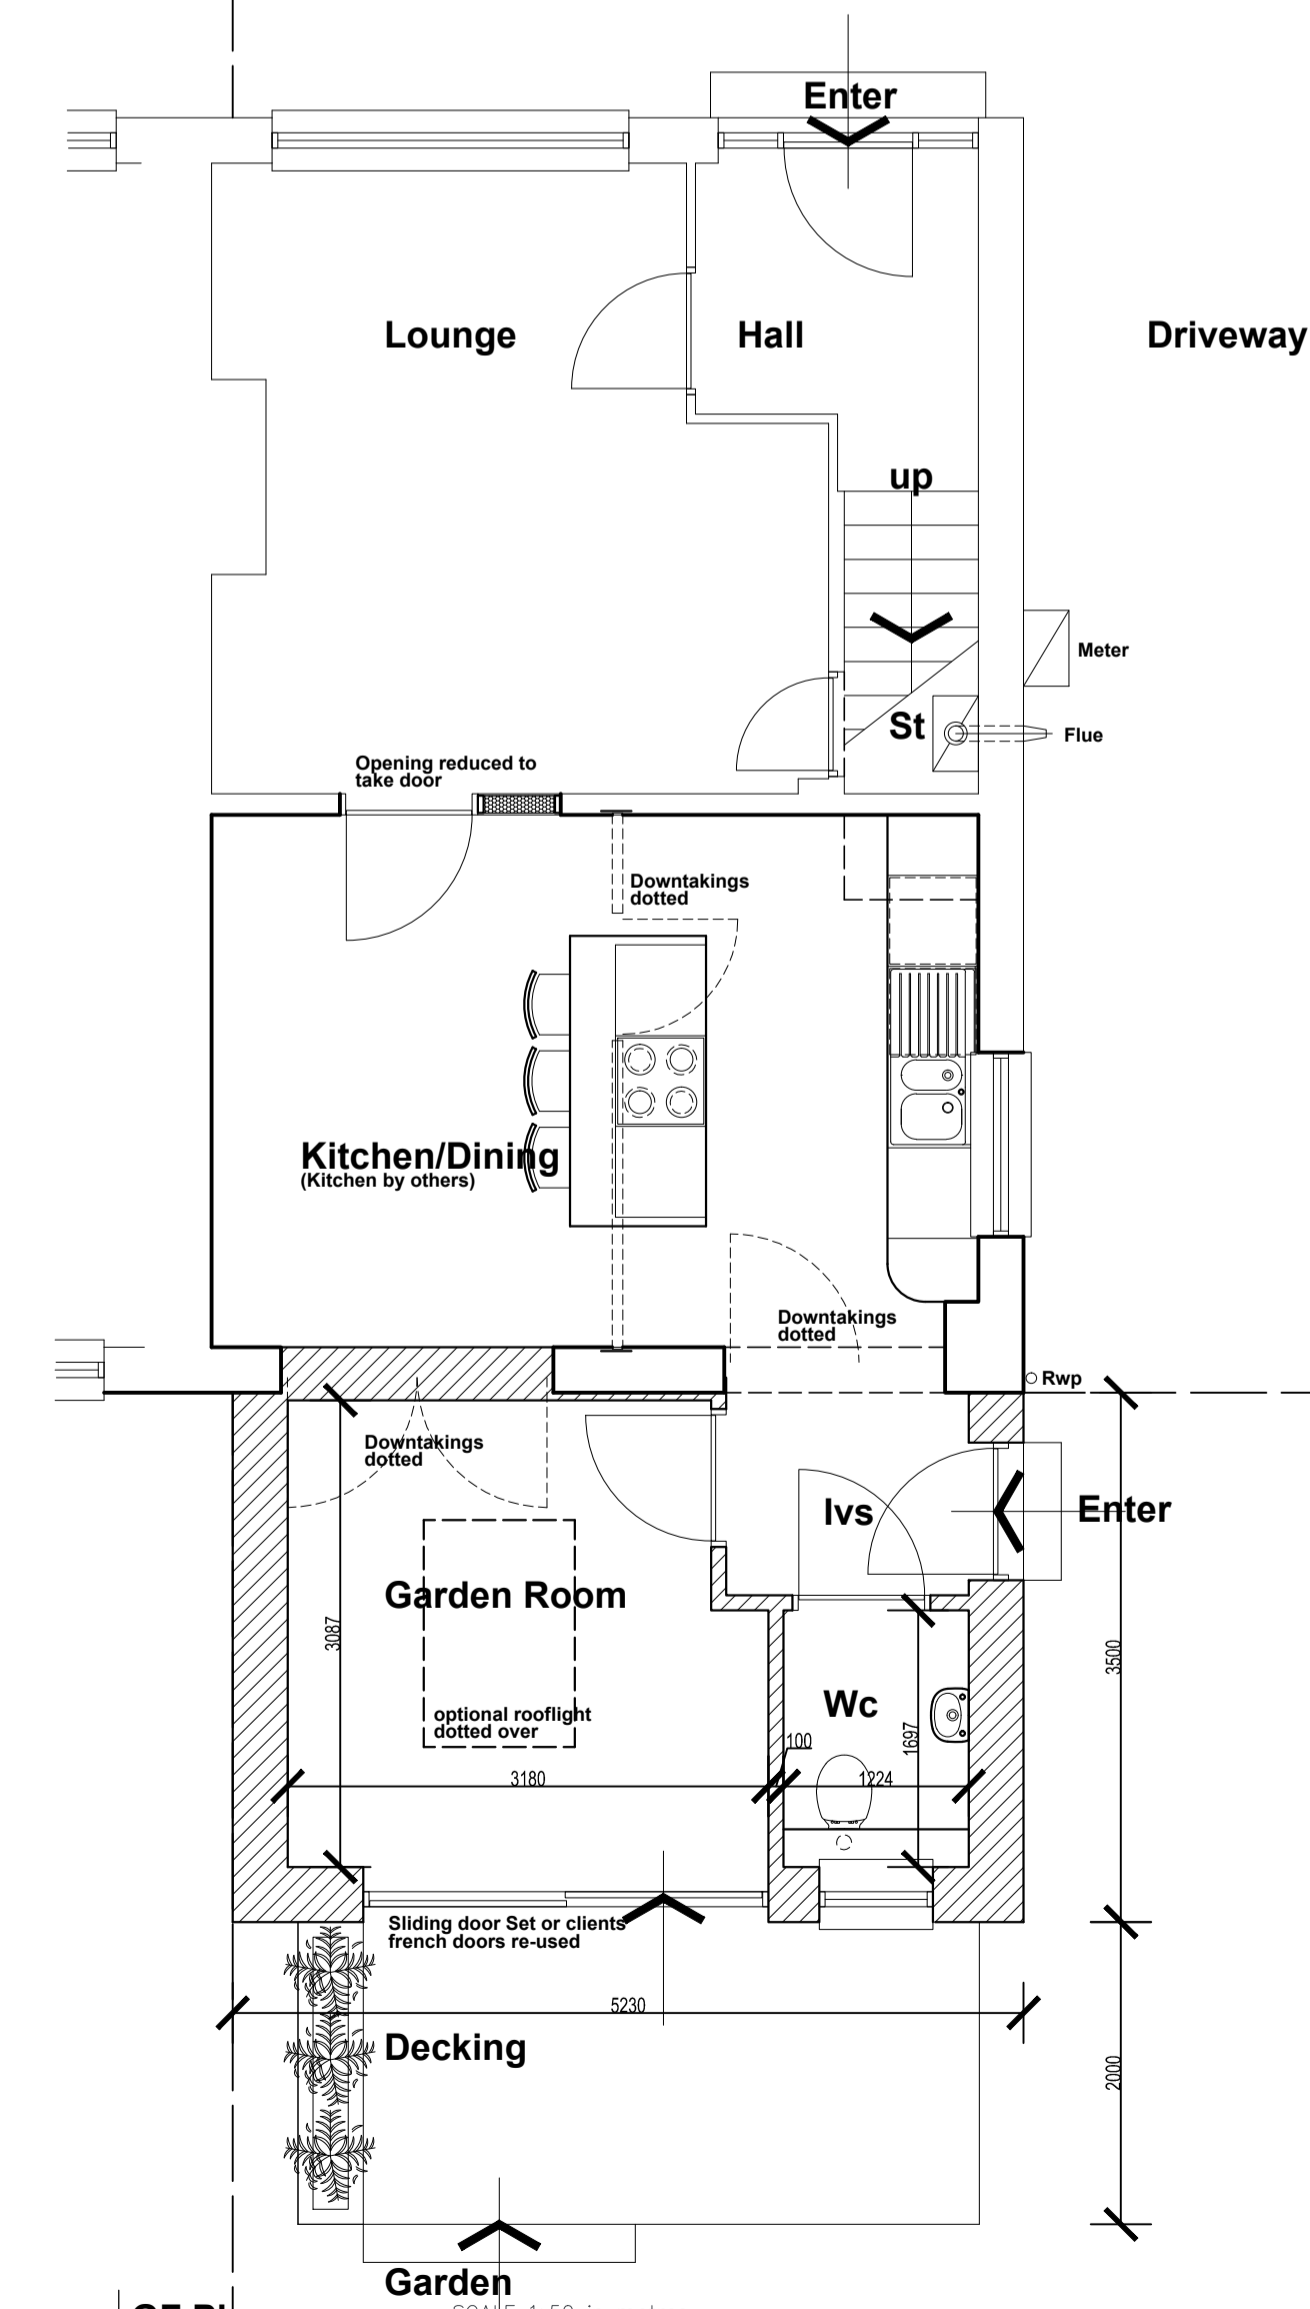 Enter
Lounge
Hall
Driveway
up
Meter
St
Flue
Opening reduced to
take door
Downtakings
dotted
Kitchen/Dining
(Kitchen by others)
Downtakings
dotted
Rwp
Downtakings
dotted
Ivs
Enter
Garden Room
3087
3500
Wc
optional rooflight
dotted over
1697
100
3180
1224
Sliding door Set or clients
french doors re-used
5230
Decking
2000
Garden